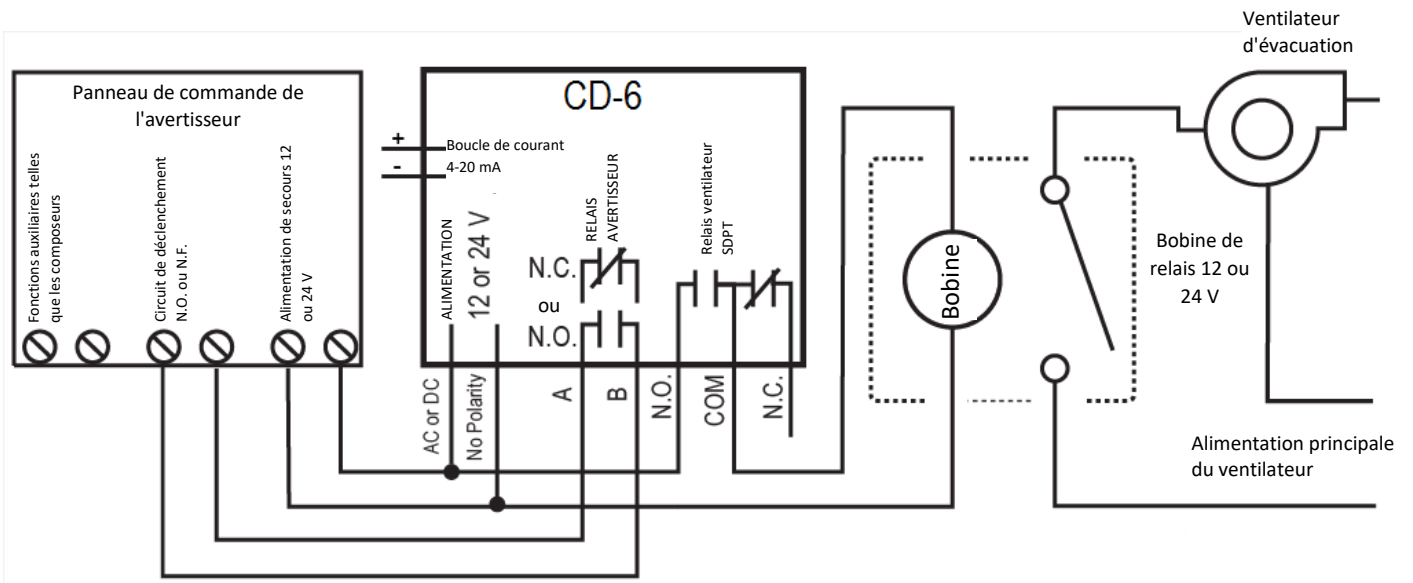 Ventilateur
d'évacuation
Panneau de commande de
l'avertisseur
Fonctions auxiliaires telles
que les composeurs
Circuit de déclenchement
N.O. ou N.F.
Alimentation de secours 12
ou 24 V
CD-6
+
-
Boucle de courant
4-20 mA
ALIMENTATION
12 or 24 V
RELAIS
AVERTISSEUR
N.C.
ou
N.O.
Relais ventilateur
SDPT
AC or DC
No Polarity
A
B
N.O.
COM
N.C.
Bobine
Bobine de
relais 12 ou
24 V
Alimentation principale
du ventilateur